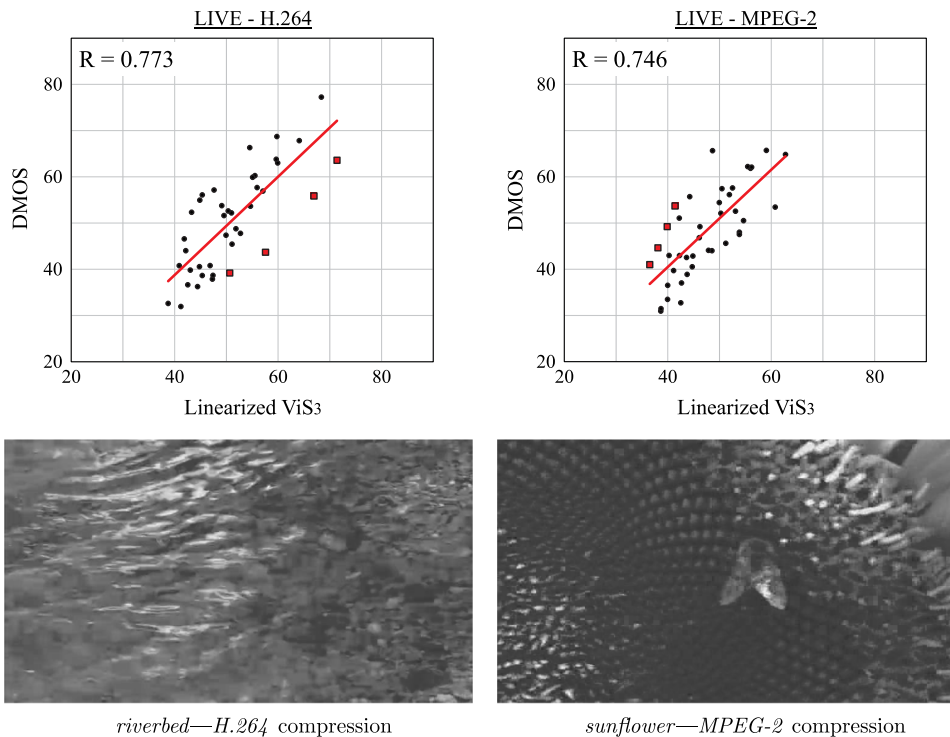 LIVE - H.264
LIVE - MPEG-2
R = 0.773
R = 0.746
80
60
40
20
DMOS
20 40 60 80
Linearized ViS3
80
60
40
20
DMOS
20 40 60 80
Linearized ViS3
riverbed—H.264 compression
sunflower—MPEG-2 compression